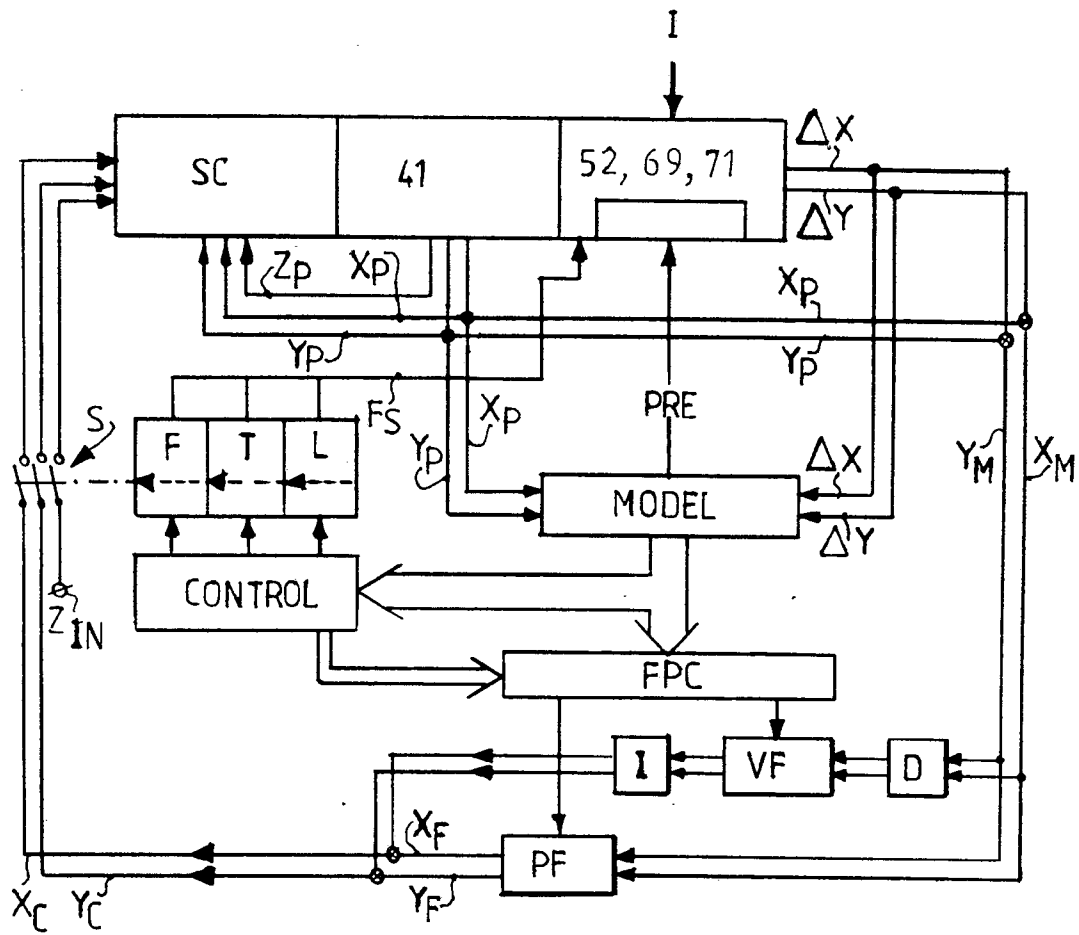 I
ΔX
SC
41
52, 69, 71
ΔY
ZP
XP
XP
YP
YP
FS
PRE
XP
YP
S
F
T
L
YM
XM
ΔX
MODEL
ΔY
CONTROL
ZIN
FPC
I
VF
D
XF
PF
XC
YC
YF